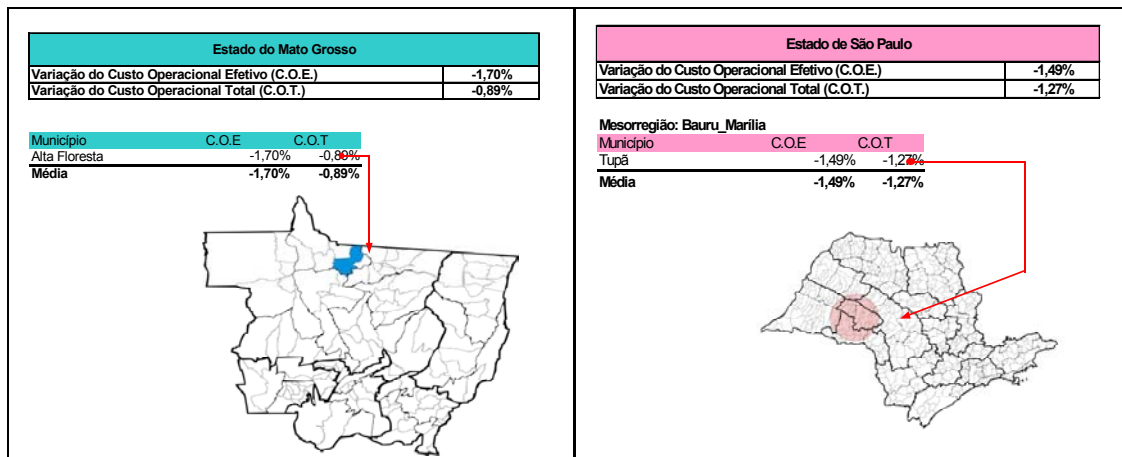 Estado do Mato Grosso
Variação do Custo Operacional Efetivo (C.O.E.) -1,70%
Variação do Custo Operacional Total (C.O.T.) -0,89%
Município C.O.E C.O.T
Alta Floresta -1,70% -0,89%
Média -1,70% -0,89%
Estado de São Paulo
Variação do Custo Operacional Efetivo (C.O.E.) -1,49%
Variação do Custo Operacional Total (C.O.T.) -1,27%
Mesorregião: Bauru_Marília
Município C.O.E C.O.T
Tupã -1,49% -1,27%
Média -1,49% -1,27%